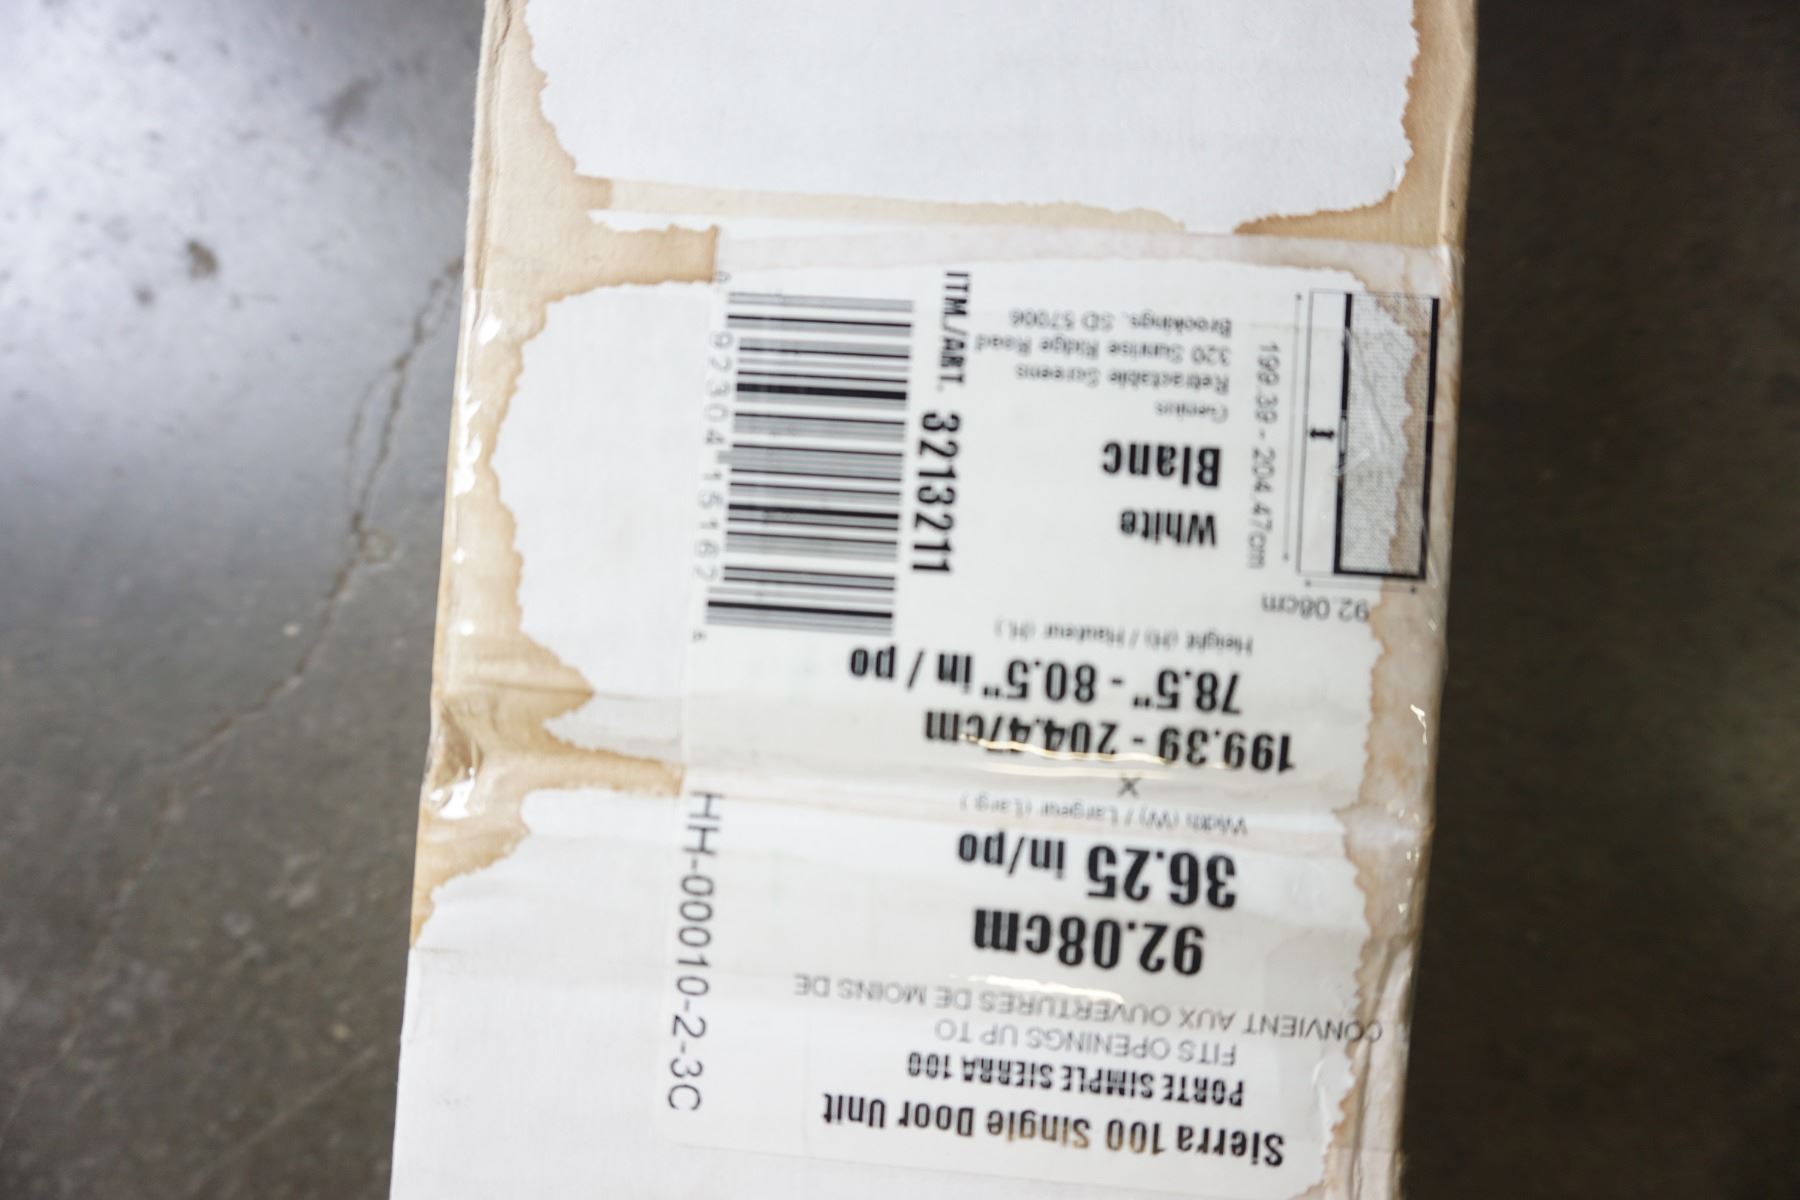 Sierra 100 Single Door Unit
PORTE SIMPLE SIERRA 100
FITS OPENINGS UP TO
CONVIENT AUX OUVERTURES DE MOINS DE
92.08cm
36.25 in/po
Width (W) / Largeur (Larg.)
X
199.39 - 204.47cm
78.5" - 80.5" in / po
Height (H) / Hauteur (H.)
92.08cm
199.39 - 204.47cm
White
Blanc
Genius
Retractable Screens
320 Sunrise Ridge Road
Brookings, SD 57006
ITM./ART. 3213211
HH-00010-2-3C